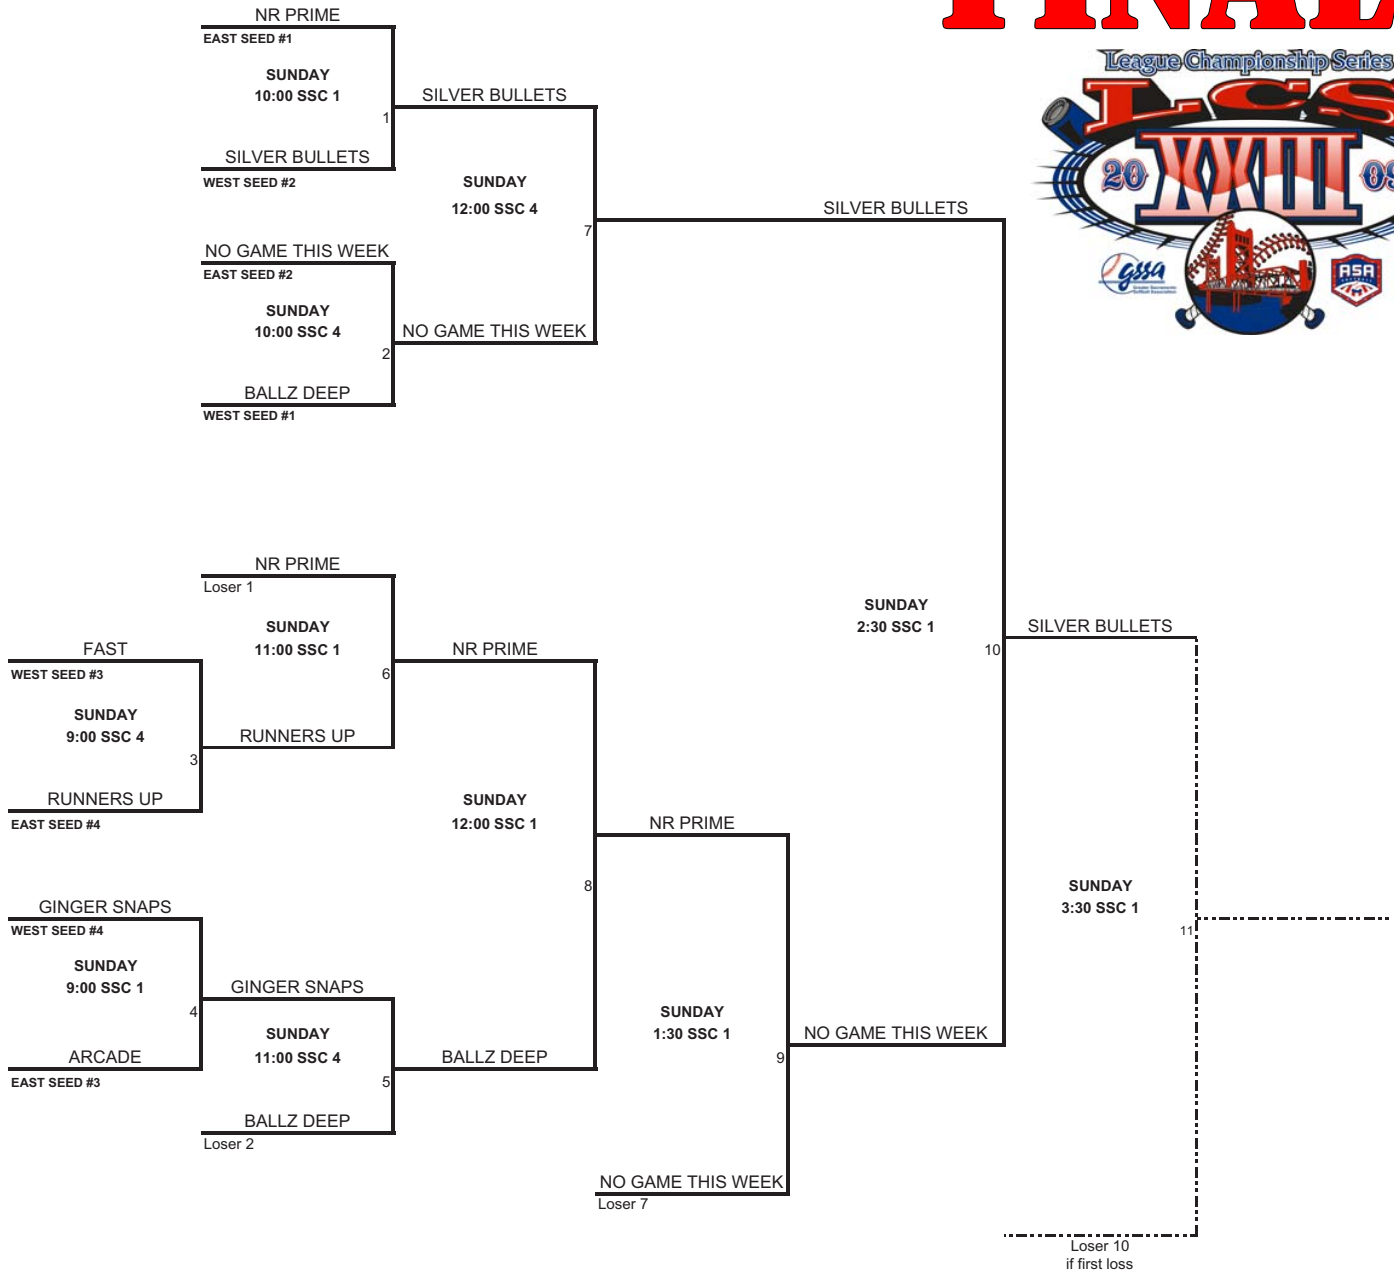 FINAL
League Championship Series
LCS
XXIII
20 09
gssa
ASA
NR PRIME
EAST SEED #1
SUNDAY
10:00 SSC 1
1
SILVER BULLETS
WEST SEED #2
SILVER BULLETS
SUNDAY
12:00 SSC 4
7
SILVER BULLETS
NO GAME THIS WEEK
EAST SEED #2
SUNDAY
10:00 SSC 4
2
NO GAME THIS WEEK
BALLZ DEEP
WEST SEED #1
NR PRIME
Loser 1
SUNDAY
11:00 SSC 1
6
NR PRIME
FAST
WEST SEED #3
SUNDAY
9:00 SSC 4
3
RUNNERS UP
RUNNERS UP
EAST SEED #4
SUNDAY
12:00 SSC 1
8
NR PRIME
SUNDAY
2:30 SSC 1
10
SILVER BULLETS
GINGER SNAPS
WEST SEED #4
SUNDAY
9:00 SSC 1
4
GINGER SNAPS
ARCADE
EAST SEED #3
SUNDAY
11:00 SSC 4
5
BALLZ DEEP
BALLZ DEEP
Loser 2
SUNDAY
1:30 SSC 1
9
NO GAME THIS WEEK
NO GAME THIS WEEK
Loser 7
SUNDAY
3:30 SSC 1
11
Loser 10
if first loss